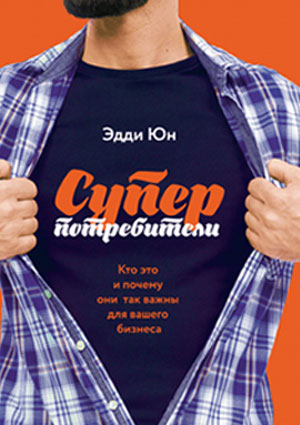 Эдди Юн
Супер
потребители
Кто это
и почему
они так важны
для вашего
бизнеса